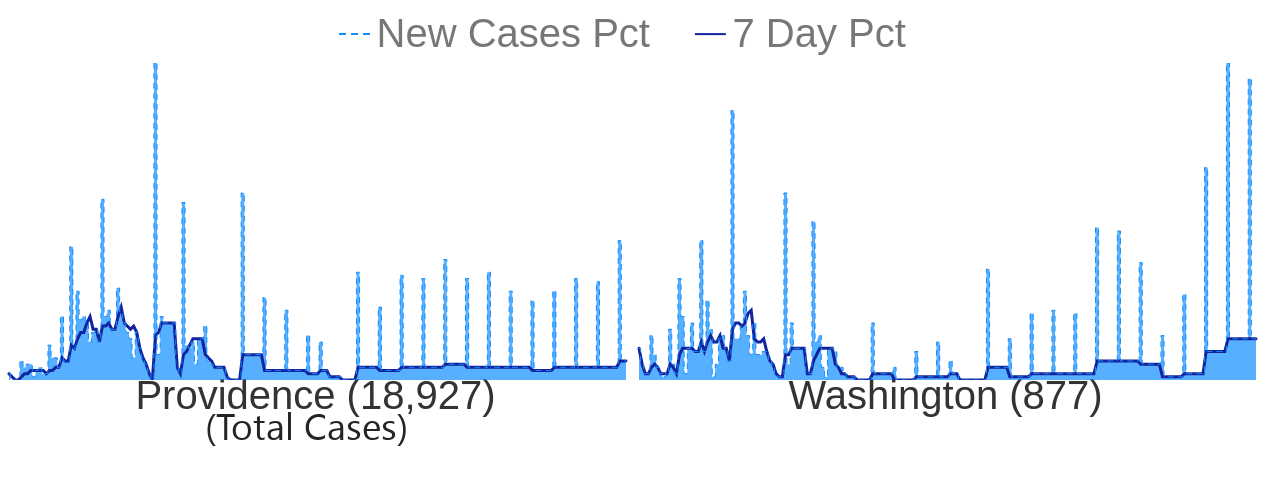 New Cases Pct 7 Day Pct
Providence (18,927) Washington (877)
(Total Cases)